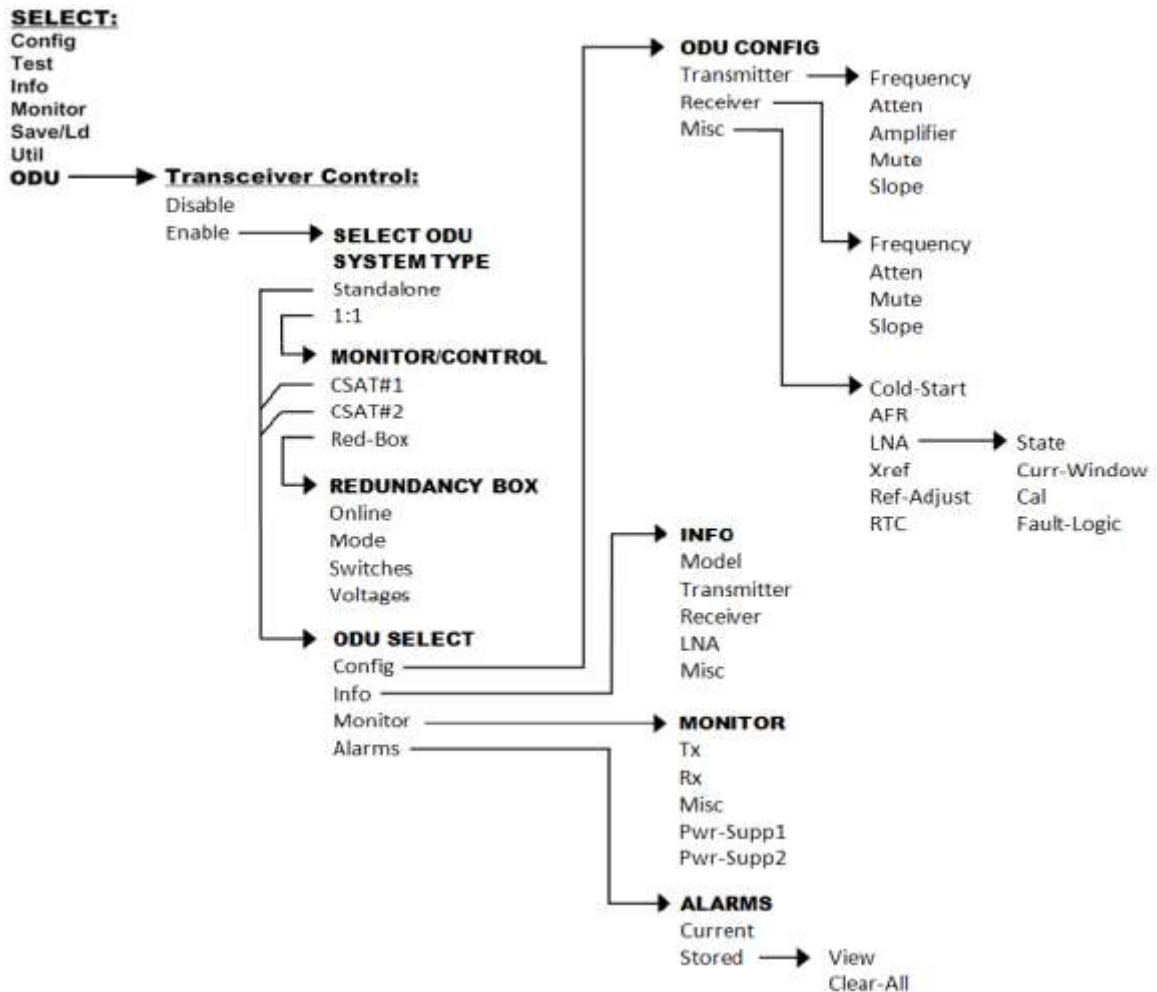 SELECT:
Config
Test
Info
Monitor
Save/Ld
Util
ODU
Transceiver Control:
Disable
Enable
SELECT ODU
SYSTEM TYPE
Standalone
1:1
MONITOR/CONTROL
CSAT#1
CSAT#2
Red-Box
REDUNDANCY BOX
Online
Mode
Switches
Voltages
ODU SELECT
Config
Info
Monitor
Alarms
ODU CONFIG
Transmitter
Receiver
Misc
Frequency
Atten
Amplifier
Mute
Slope
Frequency
Atten
Mute
Slope
Cold-Start
AFR
LNA
Xref
Ref-Adjust
RTC
State
Curr-Window
Cal
Fault-Logic
INFO
Model
Transmitter
Receiver
LNA
Misc
MONITOR
Tx
Rx
Misc
Pwr-Supp1
Pwr-Supp2
ALARMS
Current
Stored
View
Clear-All